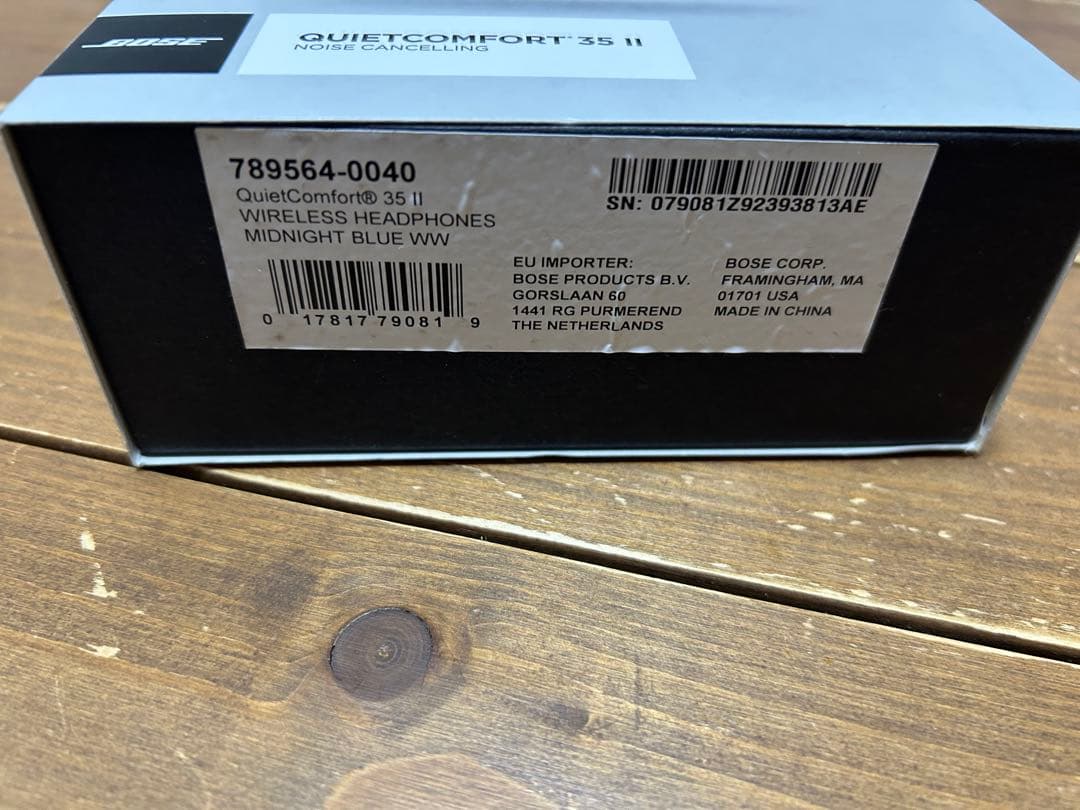 BOSE
QUIETCOMFORT® 35 II
NOISE CANCELLING
789564-0040
QuietComfort® 35 II
WIRELESS HEADPHONES
MIDNIGHT BLUE WW
0 17817 79081 9
SN: 079081Z92393813AE
EU IMPORTER:
BOSE PRODUCTS B.V.
GORSLAAN 60
1441 RG PURMEREND
THE NETHERLANDS
BOSE CORP.
FRAMINGHAM, MA
01701 USA
MADE IN CHINA